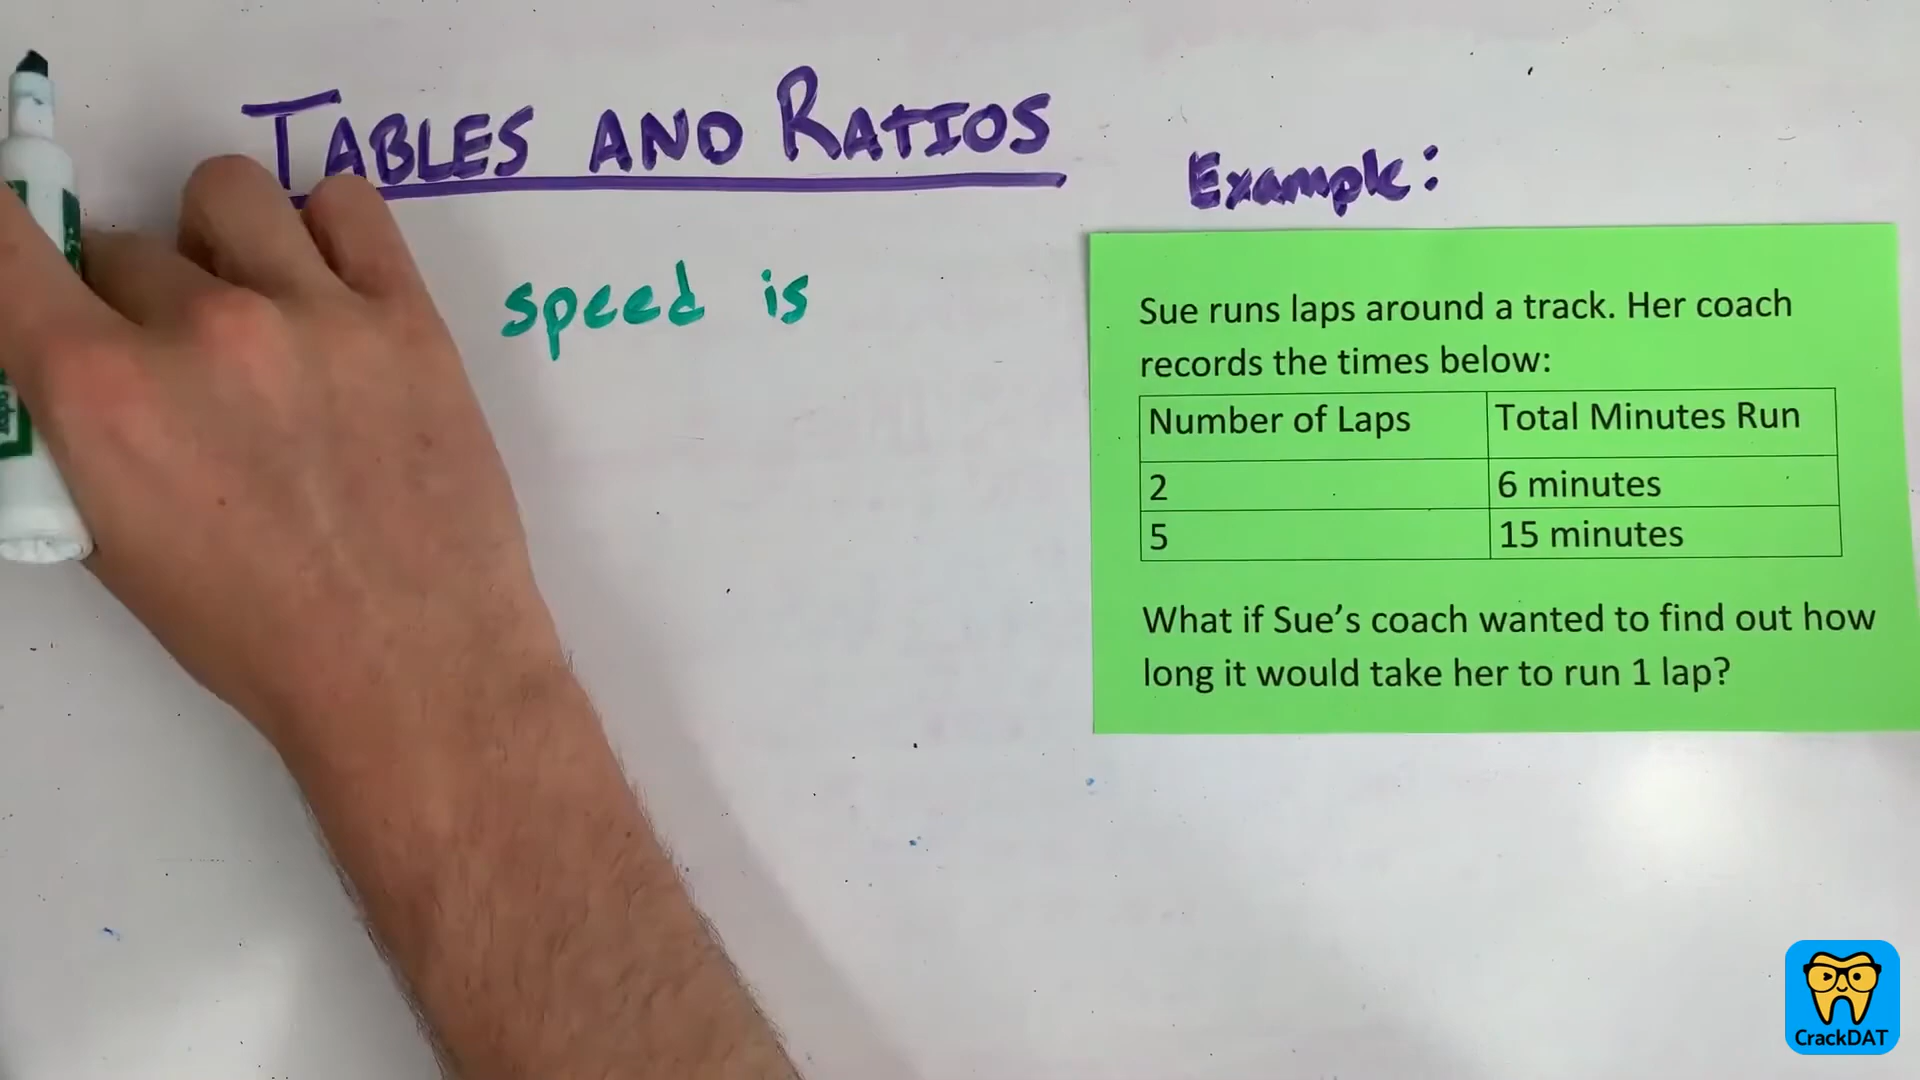 TABLES AND RATIOS
Example:
speed is
Sue runs laps around a track. Her coach
records the times below:
Number of Laps Total Minutes Run
2 6 minutes
5 15 minutes
What if Sue’s coach wanted to find out how
long it would take her to run 1 lap?
CrackDAT